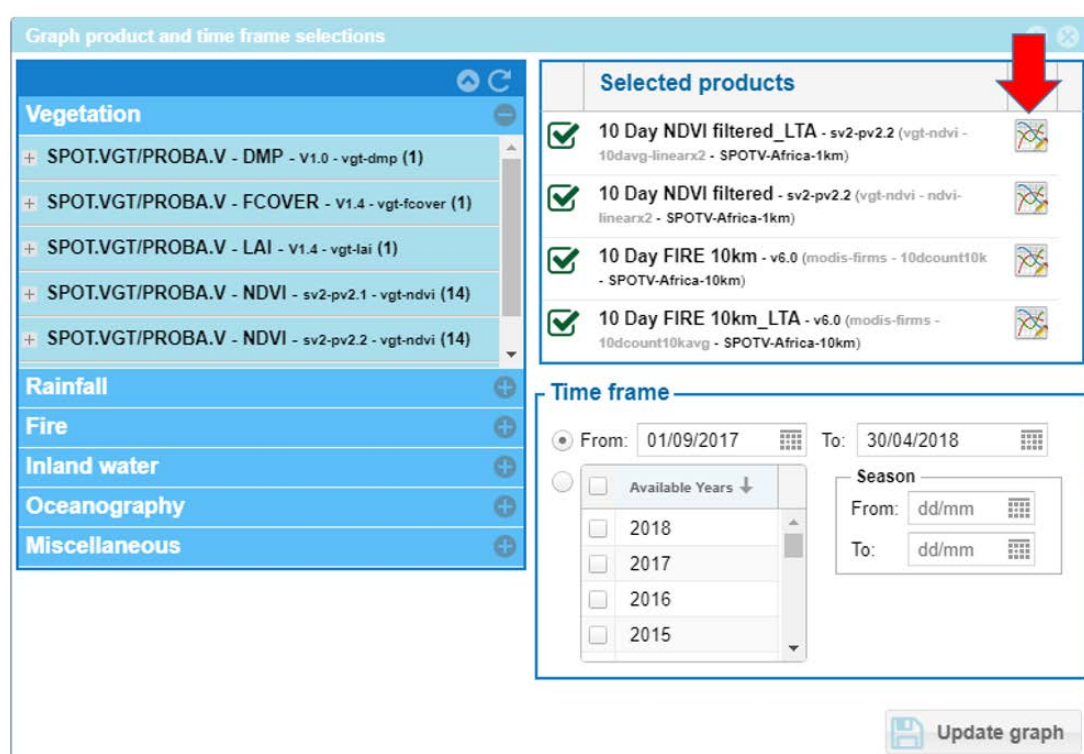 Graph product and time frame selections
Vegetation
SPOT.VGT/PROBA.V - DMP - V1.0 - vgt-dmp (1)
SPOT.VGT/PROBA.V - FCOVER - V1.4 - vgt-fcover (1)
SPOT.VGT/PROBA.V - LAI - V1.4 - vgt-lai (1)
SPOT.VGT/PROBA.V - NDVI - sv2-pv2.1 - vgt-ndvi (14)
SPOT.VGT/PROBA.V - NDVI - sv2-pv2.2 - vgt-ndvi (14)
Rainfall
Fire
Inland water
Oceanography
Miscellaneous
Selected products
10 Day NDVI filtered_LTA - sv2-pv2.2 (vgt-ndvi -
10davg-linearx2 - SPOTV-Africa-1km)
10 Day NDVI filtered - sv2-pv2.2 (vgt-ndvi - ndvi-
linearx2 - SPOTV-Africa-1km)
10 Day FIRE 10km - v6.0 (modis-firms - 10dcount10k
- SPOTV-Africa-10km)
10 Day FIRE 10km_LTA - v6.0 (modis-firms -
10dcount10kavg - SPOTV-Africa-10km)
Time frame
From: 01/09/2017 To: 30/04/2018
Available Years
2018
2017
2016
2015
Season
From: dd/mm
To: dd/mm
Update graph